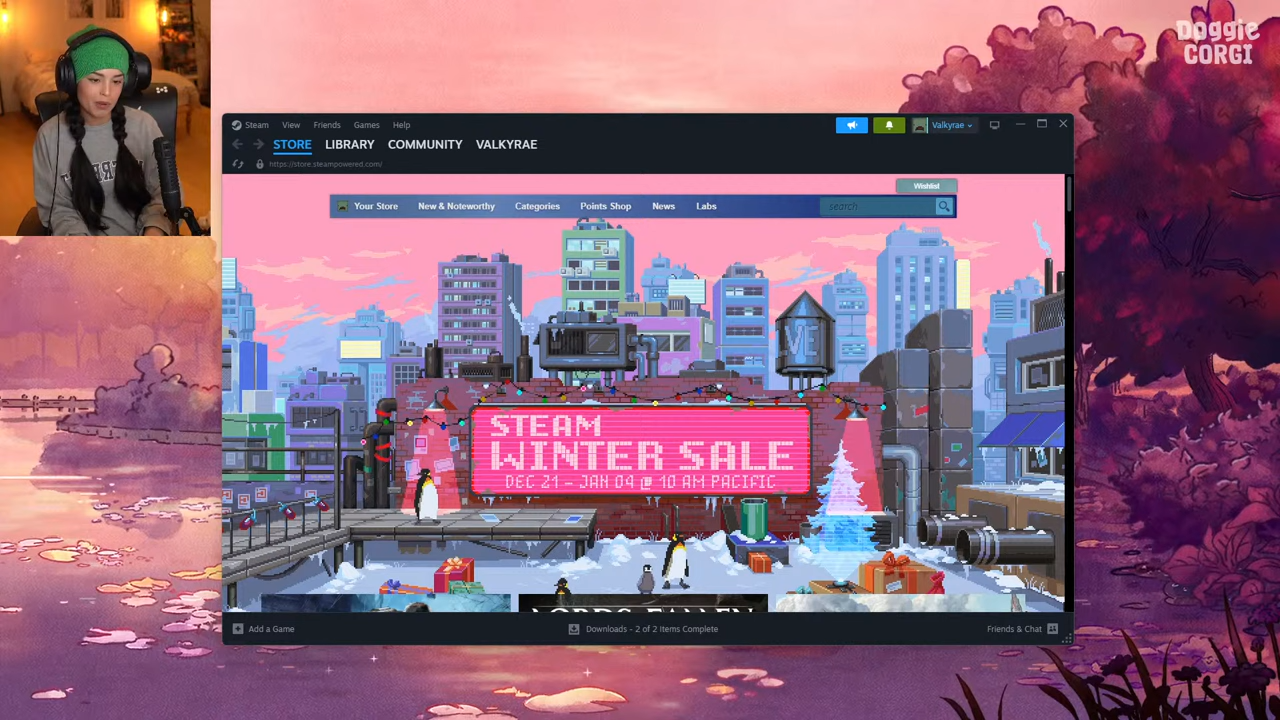 Doggie
CORGI
Steam View Friends Games Help
Valkyrae
STORE LIBRARY COMMUNITY VALKYRAE
https://store.steampowered.com/
Wishlist
Your Store New & Noteworthy Categories Points Shop News Labs
search
STEAM
WINTER SALE
DEC 21 - JAN 04 @ 10 AM PACIFIC
LORDS FALLEN
Add a Game
Downloads - 2 of 2 Items Complete
Friends & Chat